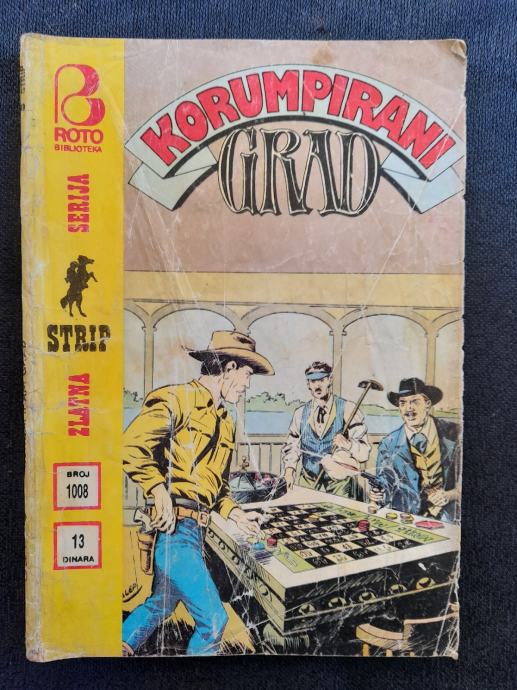 ROTO
BIBLIOTEKA
ZLATNA
STRIP
SERIJA
BROJ
1008
13
DINARA
KORUMPIRANI
GRAD